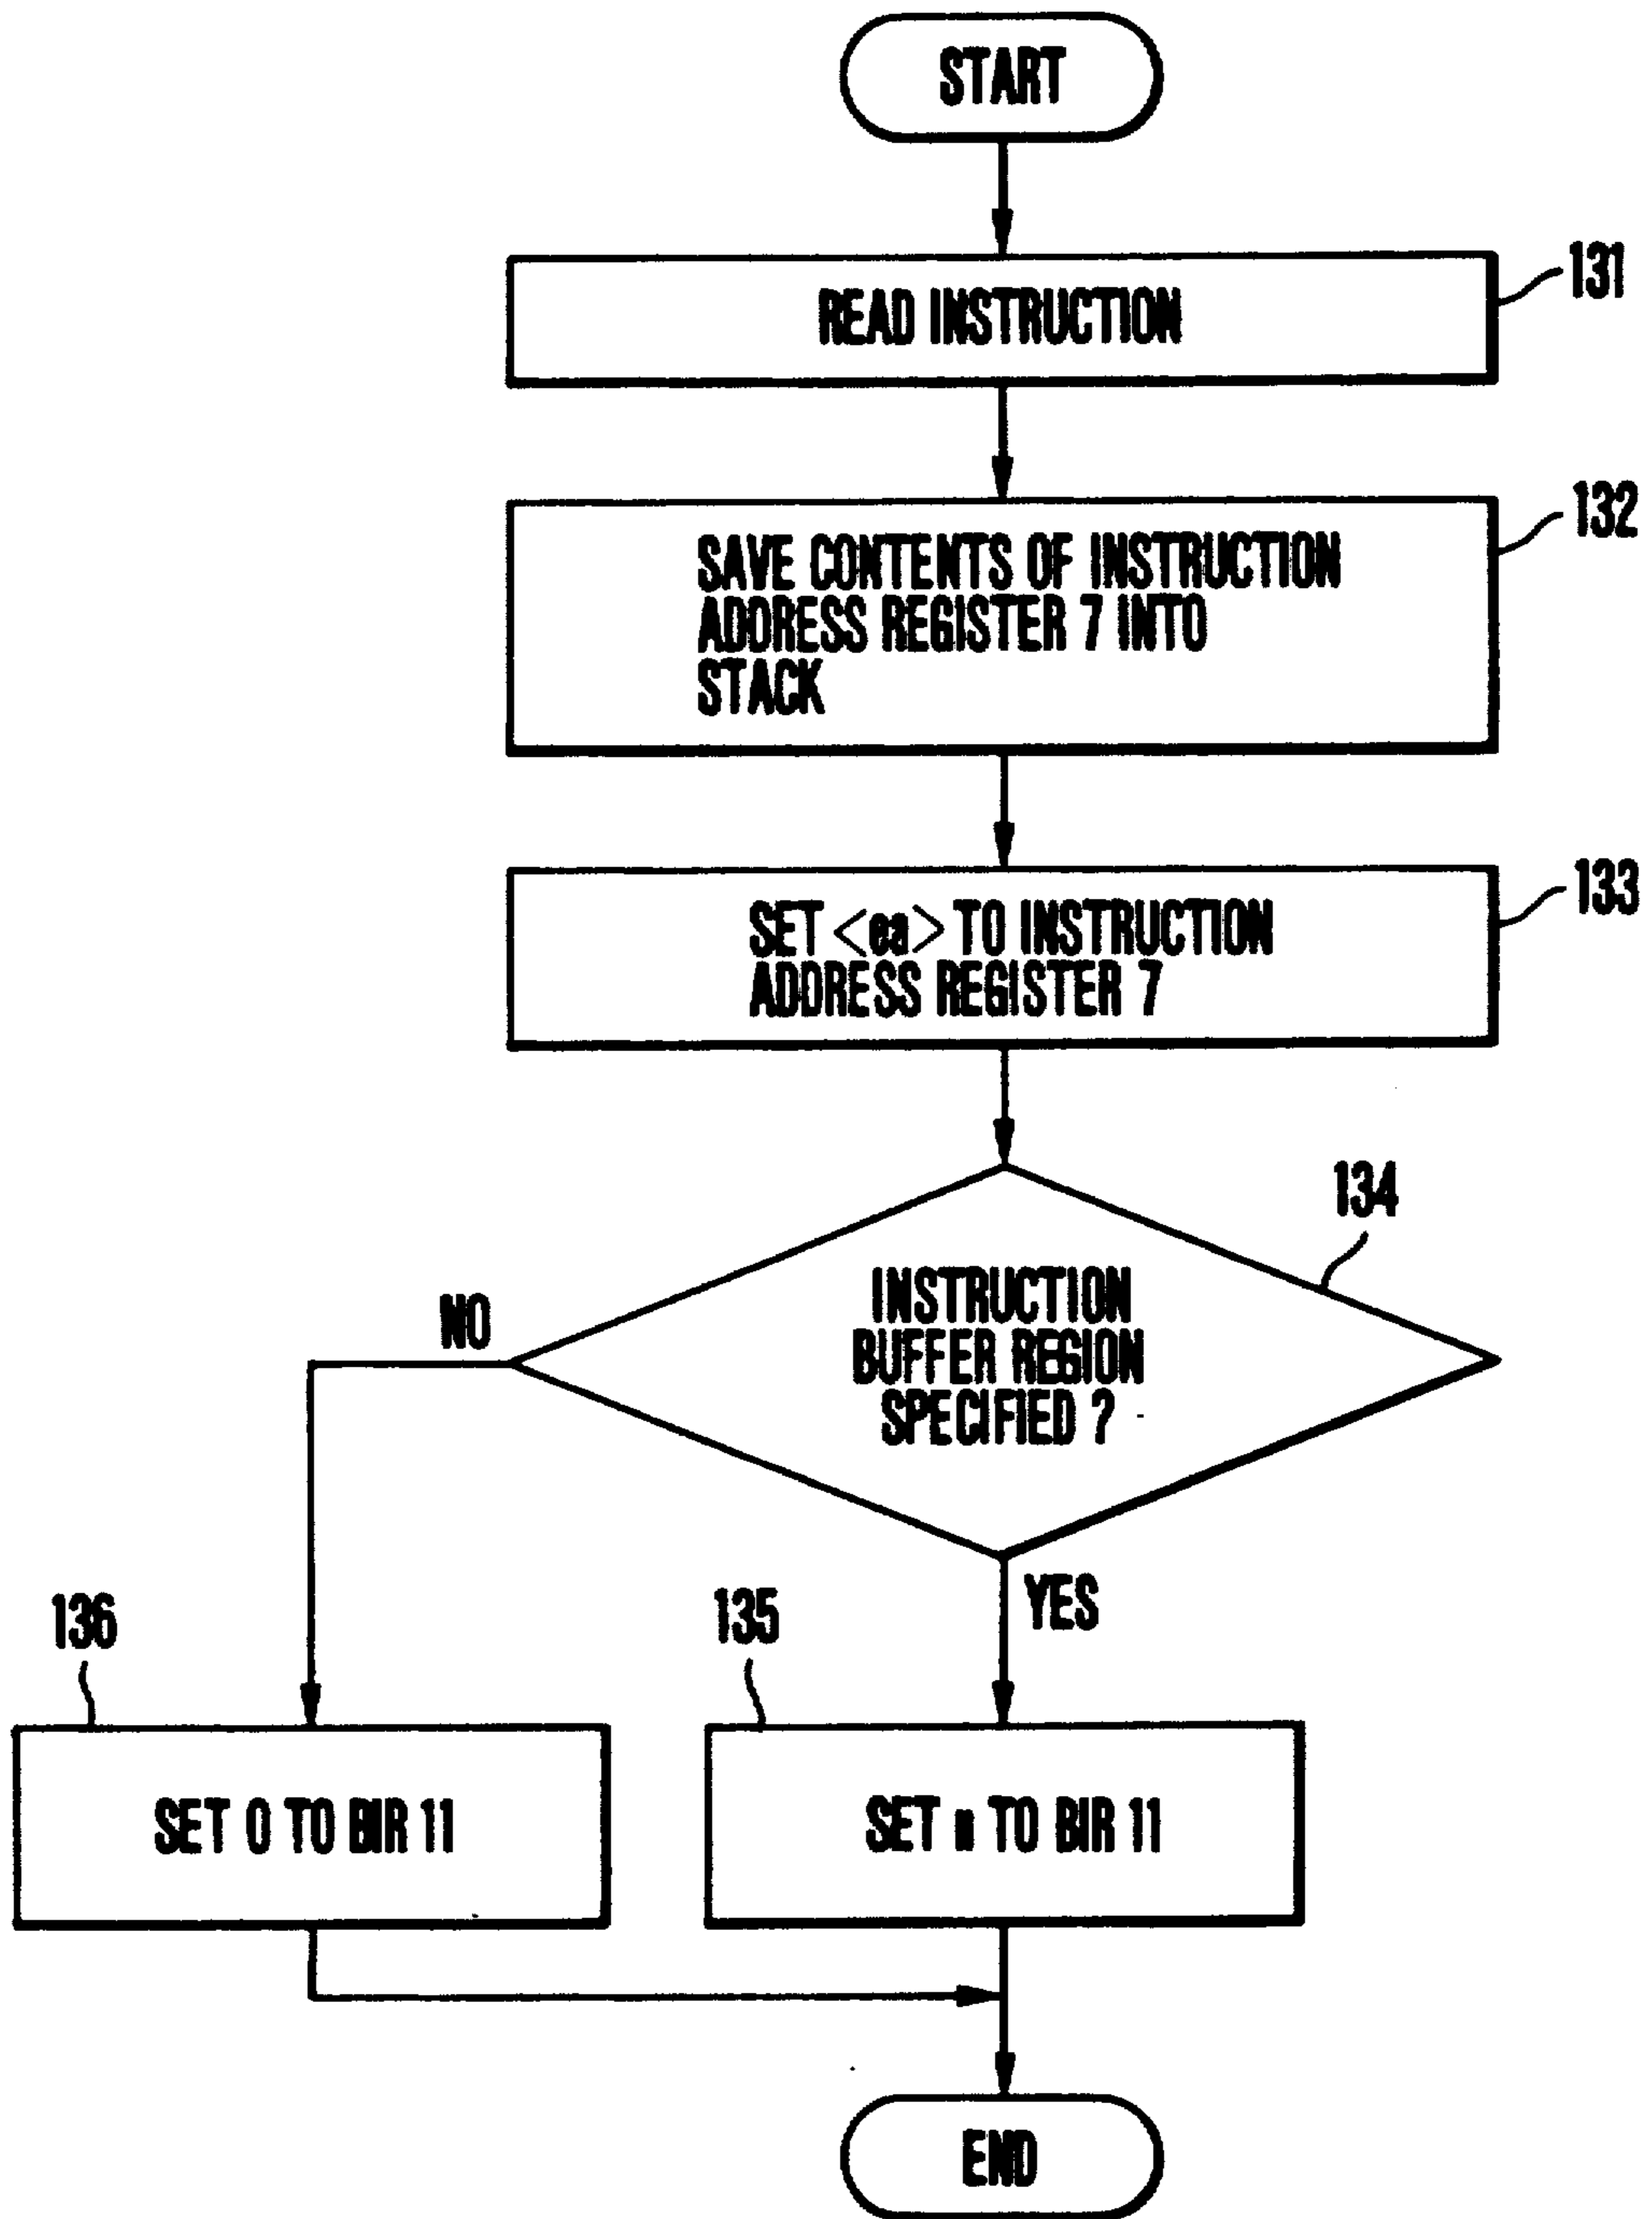 START
READ INSTRUCTION
131
SAVE CONTENTS OF INSTRUCTION
ADDRESS REGISTER 7 INTO
STACK
132
SET <ea> TO INSTRUCTION
ADDRESS REGISTER 7
133
134
INSTRUCTION
BUFFER REGION
SPECIFIED ?
NO
YES
136
135
SET 0 TO BIR 11
SET n TO BIR 11
END